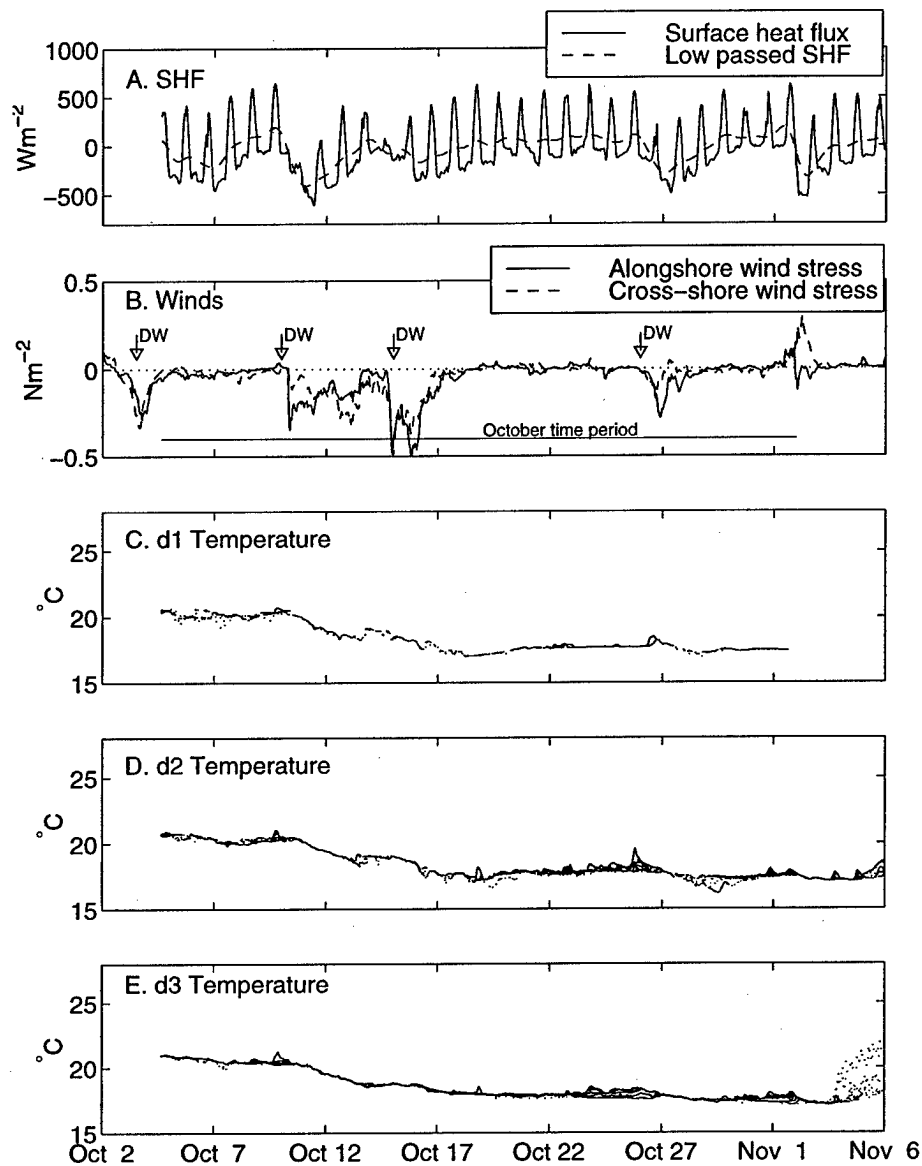 Surface heat flux
Low passed SHF
1000
A. SHF
500
0
−500
Wm−2
Alongshore wind stress
Cross−shore wind stress
0.5
B. Winds
DW
DW
DW
DW
0
October time period
−0.5
Nm−2
C. d1 Temperature
25
20
15
°C
D. d2 Temperature
25
20
15
°C
E. d3 Temperature
25
20
15
°C
Oct 2 Oct 7 Oct 12 Oct 17 Oct 22 Oct 27 Nov 1 Nov 6